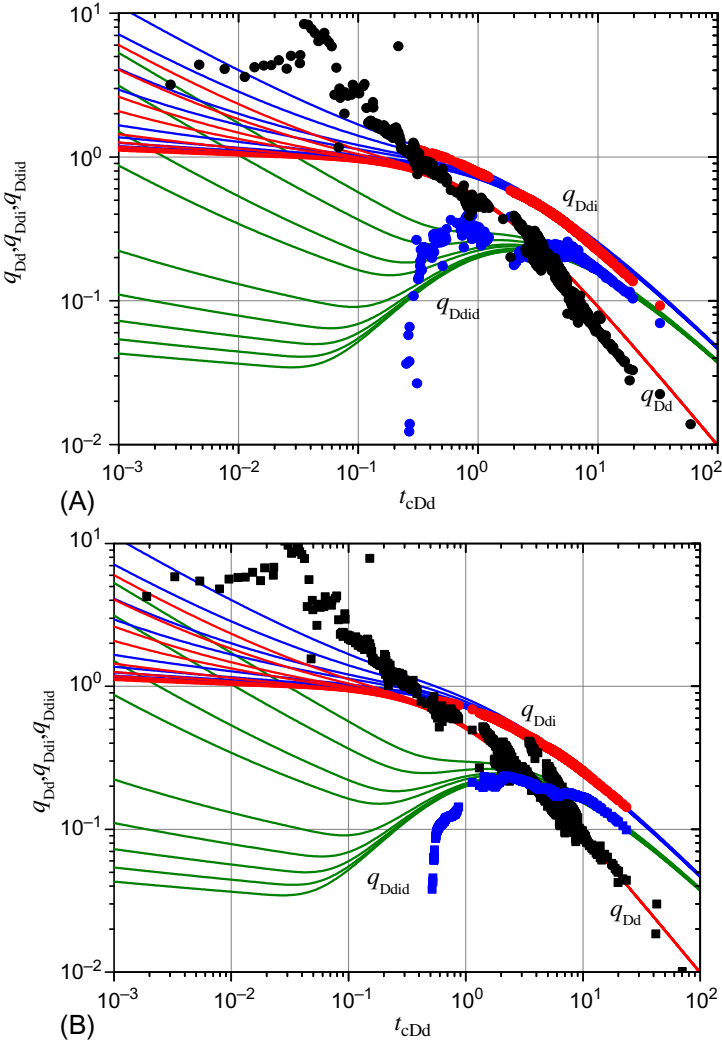 10¹
10⁰
10⁻¹
10⁻²
q_Dd, q_Ddi, q_Ddid
q_Ddi
q_Ddid
q_Dd
10⁻³ 10⁻² 10⁻¹ 10⁰ 10¹ 10²
(A)
t_cDd
10¹
10⁰
10⁻¹
10⁻²
q_Dd, q_Ddi, q_Ddid
q_Ddi
q_Ddid
q_Dd
10⁻³ 10⁻² 10⁻¹ 10⁰ 10¹ 10²
(B)
t_cDd